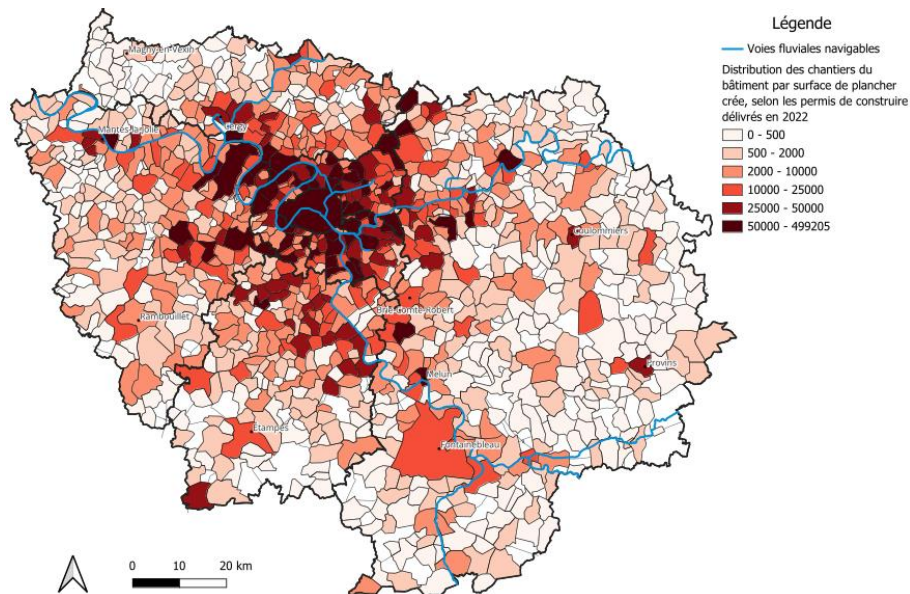 Légende
Voies fluviales navigables
Distribution des chantiers du
bâtiment par surface de plancher
crée, selon les permis de construire
délivrés en 2022
0 - 500
500 - 2000
2000 - 10000
10000 - 25000
25000 - 50000
50000 - 499205
Magny-en-Vexin
Cergy
Mantes-la-Jolie
Coulommiers
Brie-Comte-Robert
Rambouillet
Provins
Melun
Étampes
Fontainebleau
0 10 20 km